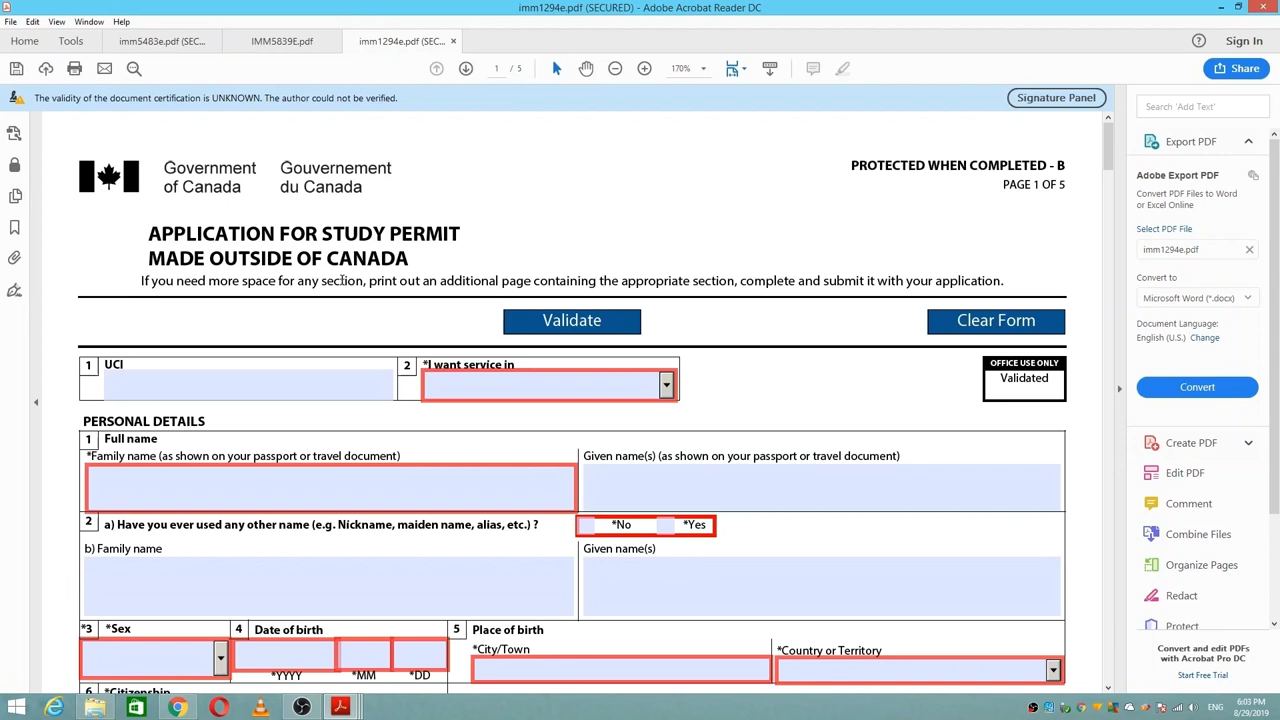 imm1294e.pdf (SECURED) - Adobe Acrobat Reader DC
File Edit View Window Help
Home Tools imm5483e.pdf (SEC... IMM5839E.pdf imm1294e.pdf (SEC... × Sign In
1 / 5 170% Share
The validity of the document certification is UNKNOWN. The author could not be verified. Signature Panel
Search 'Add Text'
Export PDF
Adobe Export PDF
Convert PDF Files to Word
or Excel Online
Select PDF File
imm1294e.pdf
Convert to
Microsoft Word (*.docx)
Document Language:
English (U.S.) Change
Convert
Create PDF
Edit PDF
Comment
Combine Files
Organize Pages
Redact
Protect
Convert and edit PDFs
with Acrobat Pro DC
Start Free Trial
Government Gouvernement
of Canada du Canada
PROTECTED WHEN COMPLETED - B
PAGE 1 OF 5
APPLICATION FOR STUDY PERMIT
MADE OUTSIDE OF CANADA
If you need more space for any section, print out an additional page containing the appropriate section, complete and submit it with your application.
Validate Clear Form
1 UCI 2 *I want service in
OFFICE USE ONLY
Validated
PERSONAL DETAILS
1 Full name
*Family name (as shown on your passport or travel document) Given name(s) (as shown on your passport or travel document)
2 a) Have you ever used any other name (e.g. Nickname, maiden name, alias, etc.) ? *No *Yes
b) Family name Given name(s)
*3 *Sex 4 Date of birth 5 Place of birth
*City/Town *Country or Territory
*YYYY *MM *DD
6 *Citizenship
ENG 6:03 PM
8/29/2019